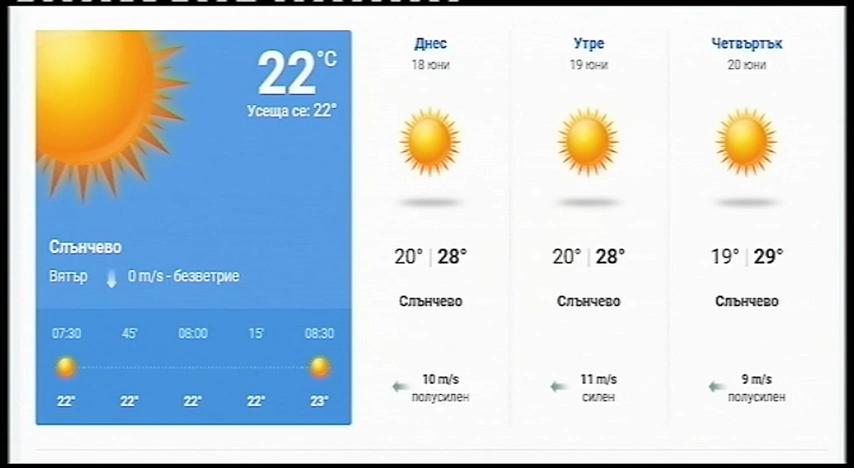 22°C
Усеща се: 22°
Слънчево
Вятър 0 m/s - безветрие
07:30 45' 08:00 15' 08:30
22° 22° 22° 22° 23°
Днес
18 юни
20° | 28°
Слънчево
10 m/s
полусилен
Утре
19 юни
20° | 28°
Слънчево
11 m/s
силен
Четвъртък
20 юни
19° | 29°
Слънчево
9 m/s
полусилен